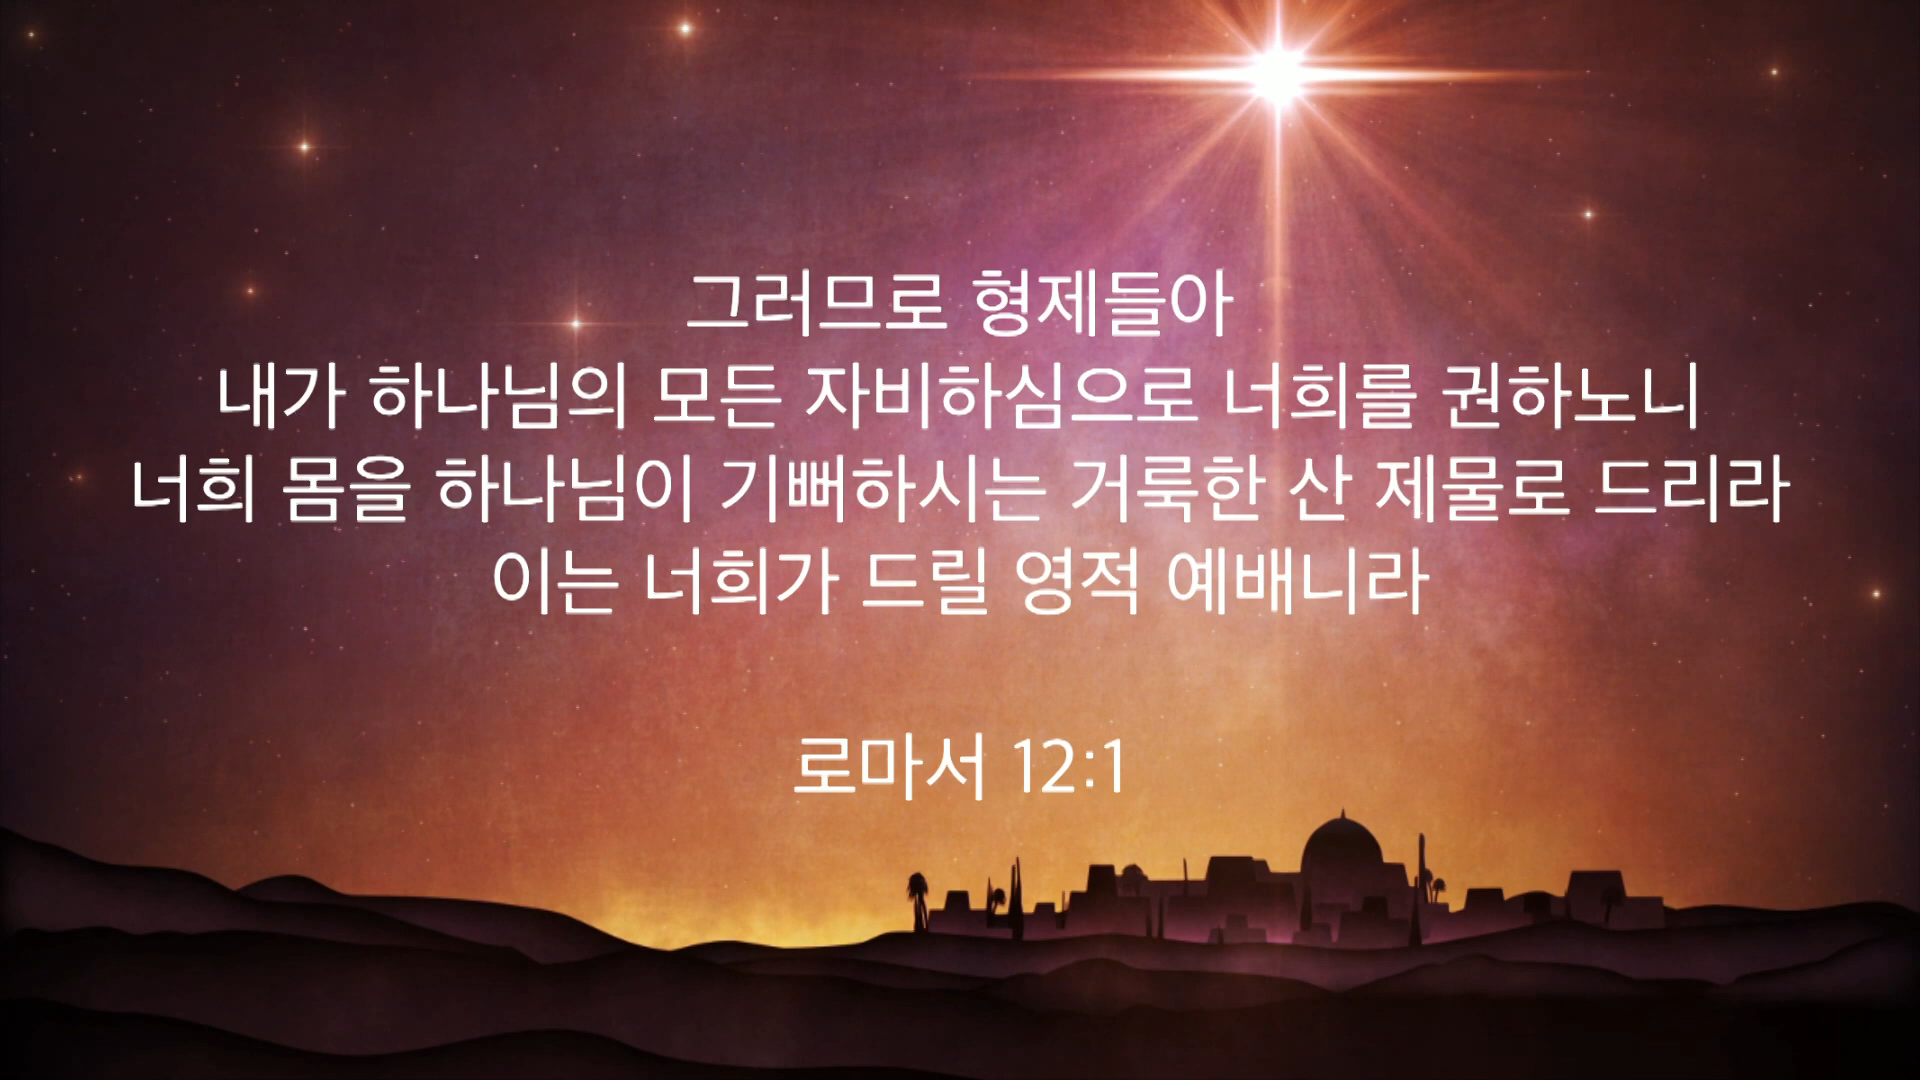 그러므로 형제들아
내가 하나님의 모든 자비하심으로 너희를 권하노니
너희 몸을 하나님이 기뻐하시는 거룩한 산 제물로 드리라
이는 너희가 드릴 영적 예배니라
로마서 12:1